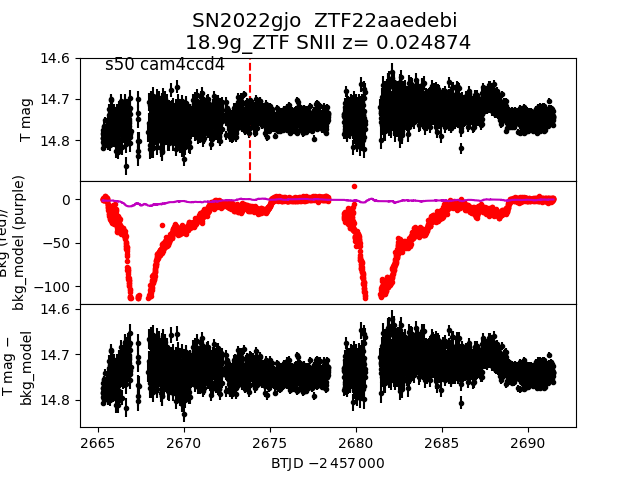 SN2022gjo  ZTF22aaedebi
18.9g_ZTF SNII z= 0.024874
s50 cam4ccd4
14.6
14.7
14.8
T mag
0
−50
−100
Bkg (red)/
bkg_model (purple)
14.6
14.7
14.8
T mag −
bkg_model
2665 2670 2675 2680 2685 2690
BTJD −2 457 000